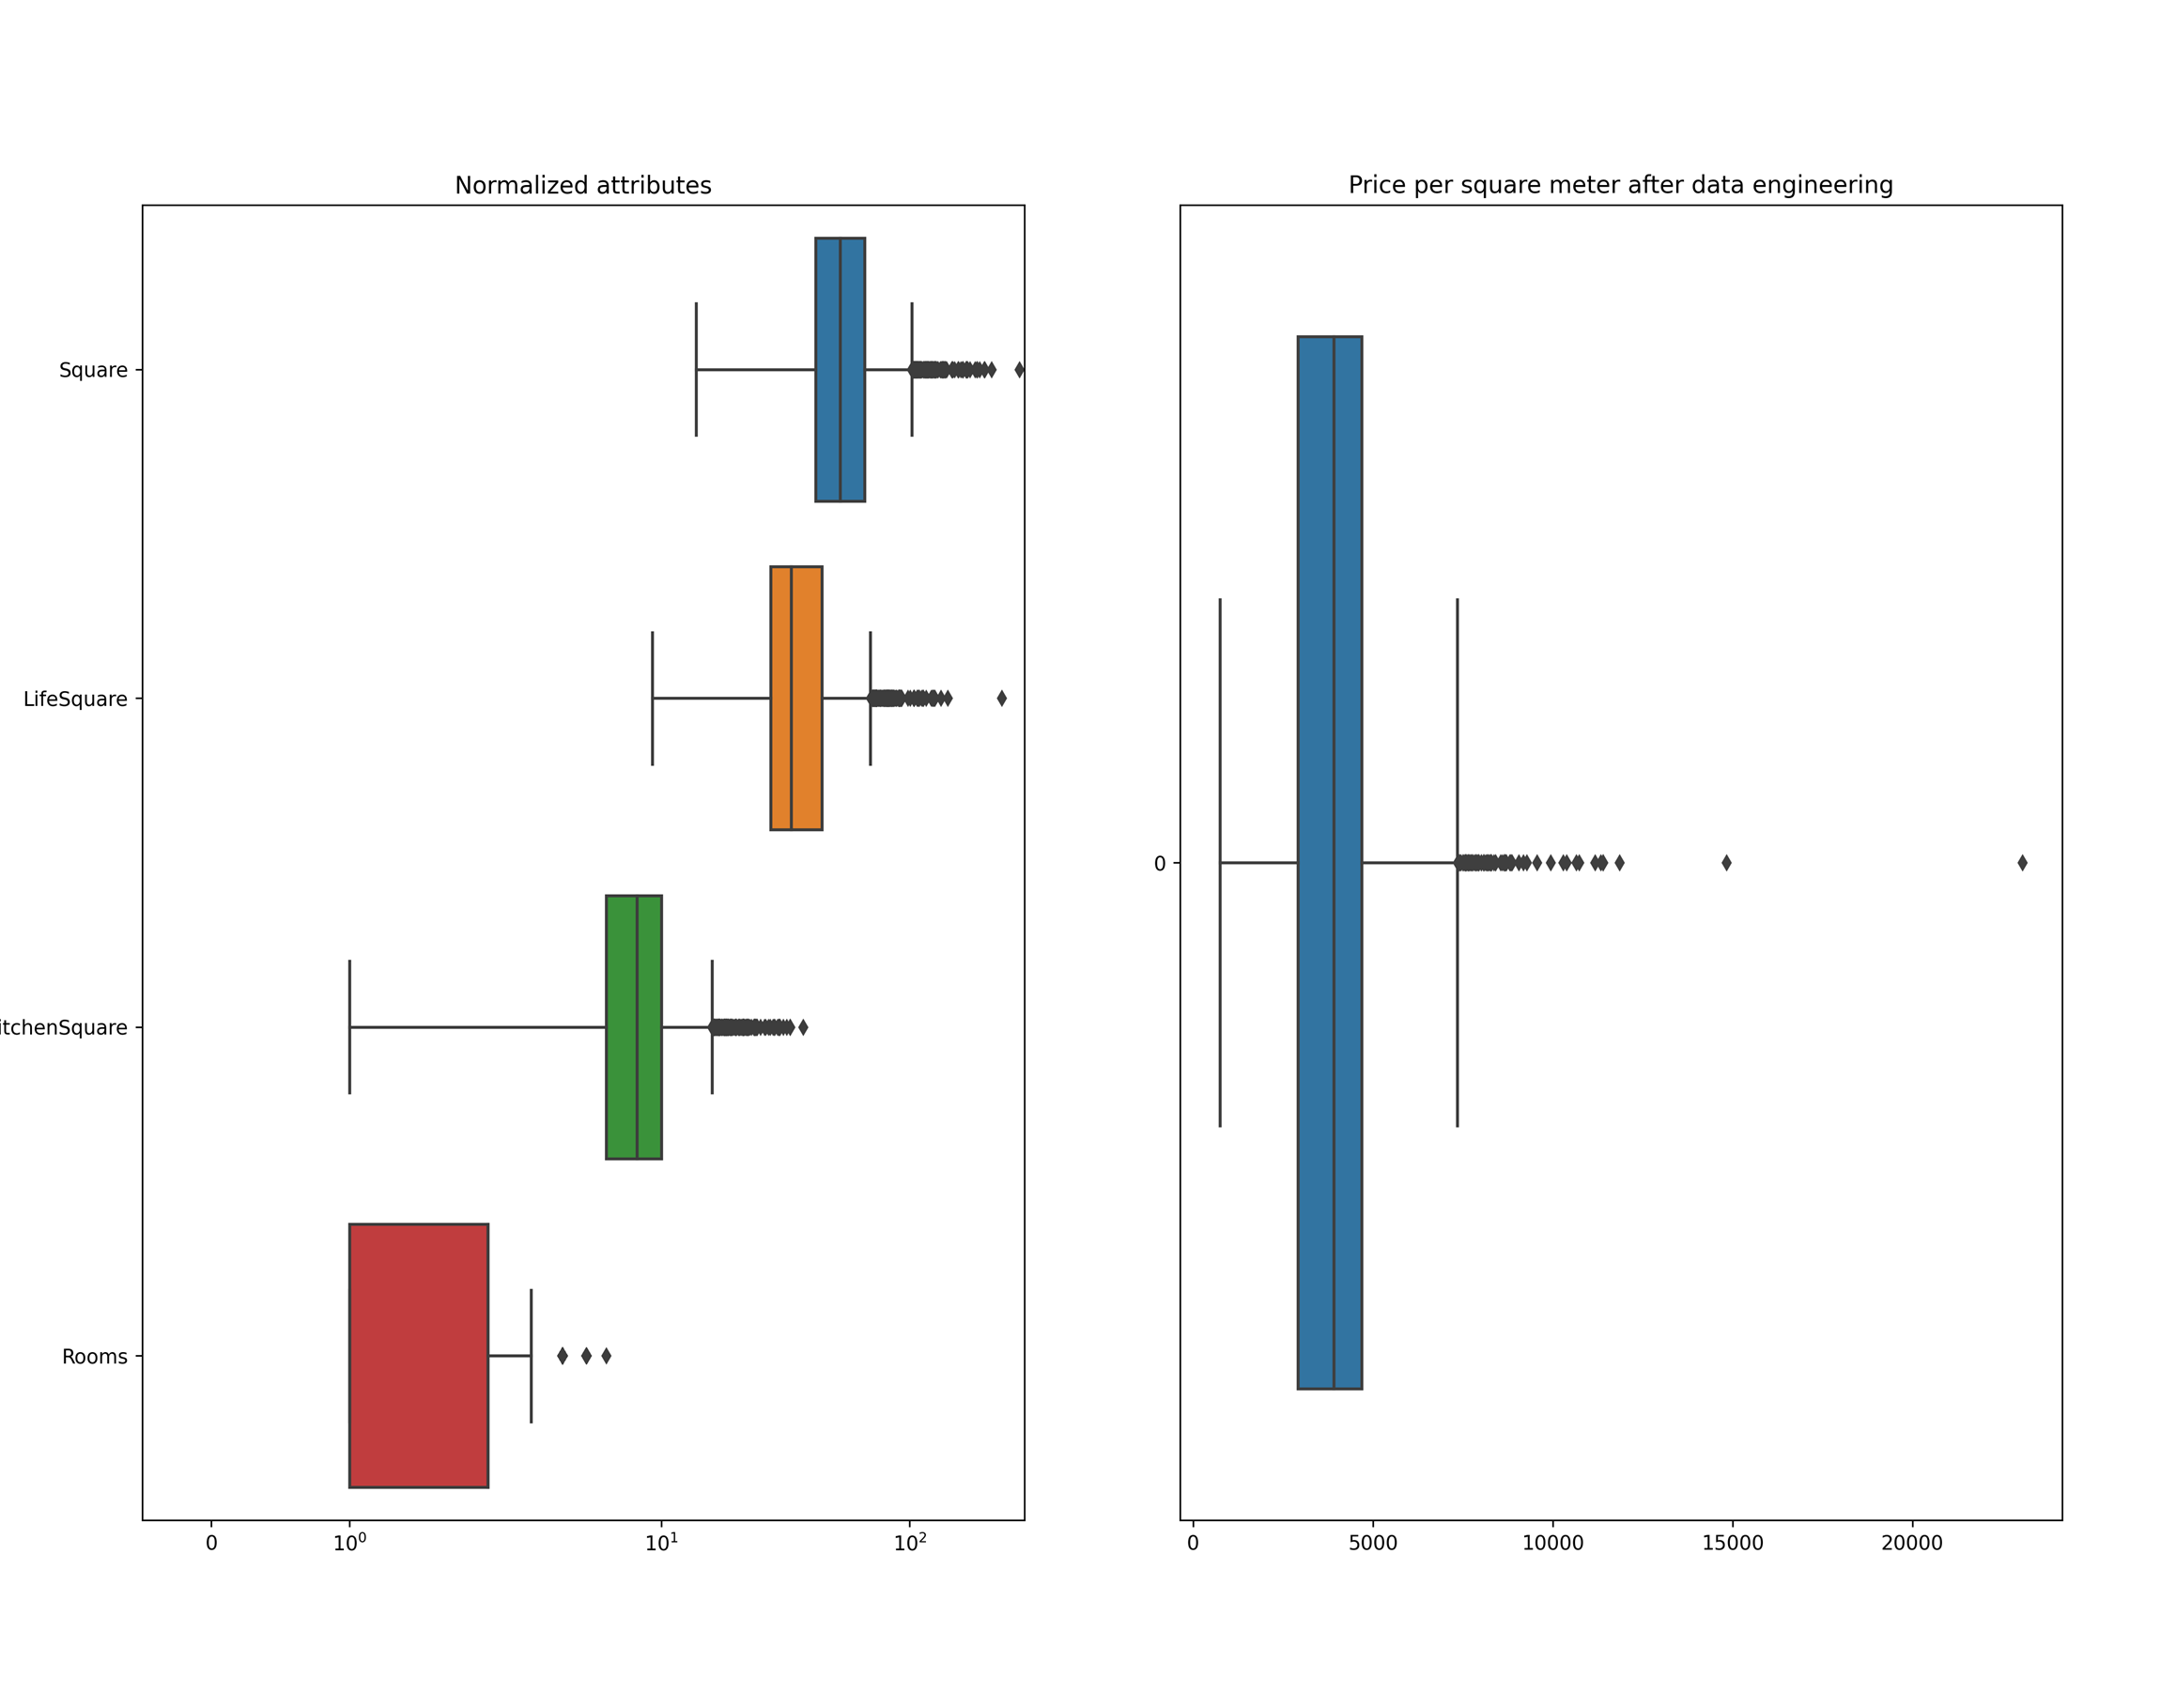 Normalized attributes
Square
LifeSquare
itchenSquare
Rooms
0 10⁰ 10¹ 10²
Price per square meter after data engineering
0
0 5000 10000 15000 20000